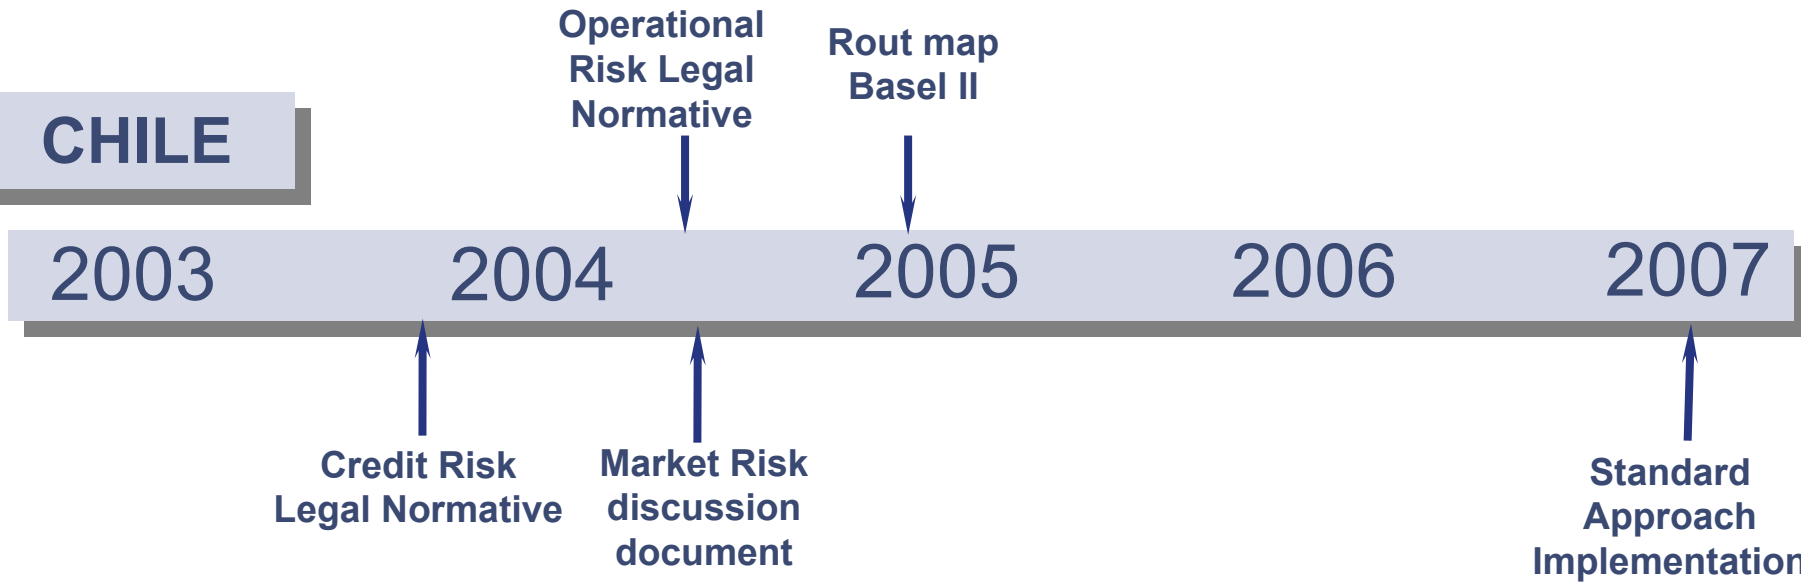 Operational
Risk Legal
Normative
Rout map
Basel II
CHILE
2003 2004 2005 2006 2007
Credit Risk
Legal Normative
Market Risk
discussion
document
Standard
Approach
Implementation